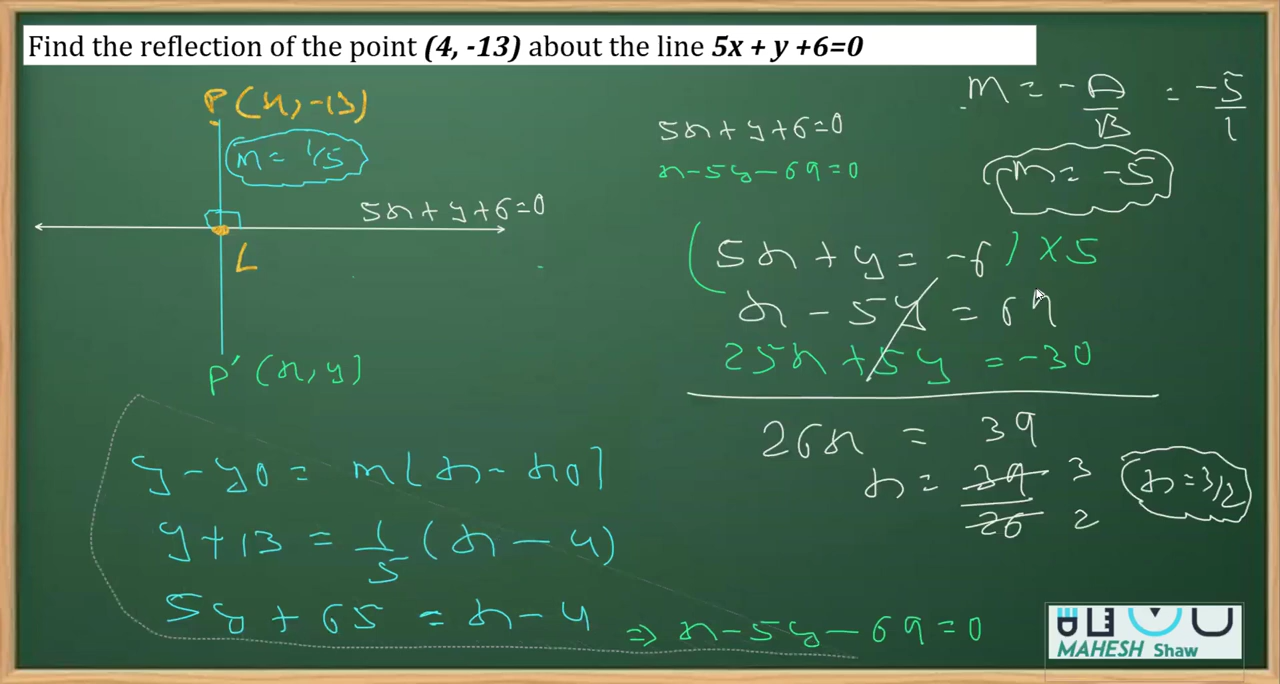 Find the reflection of the point (4, -13) about the line 5x + y +6=0
P(4, -13)
m = 1/5
5x + y + 6 = 0
L
P' (x, y)
y - y0 = m[x - x0]
y + 13 = 1/5 (x - 4)
5y + 65 = x - 4
=> x - 5y - 69 = 0
5x + y + 6 = 0
x - 5y - 69 = 0
m = -A/B = -5/1
m = -5
(5x + y = -6) x 5
x - 5y = 69
25x + 5y = -30
26x = 39
x = 39/26 3/2
x = 3/2
MAHESH Shaw